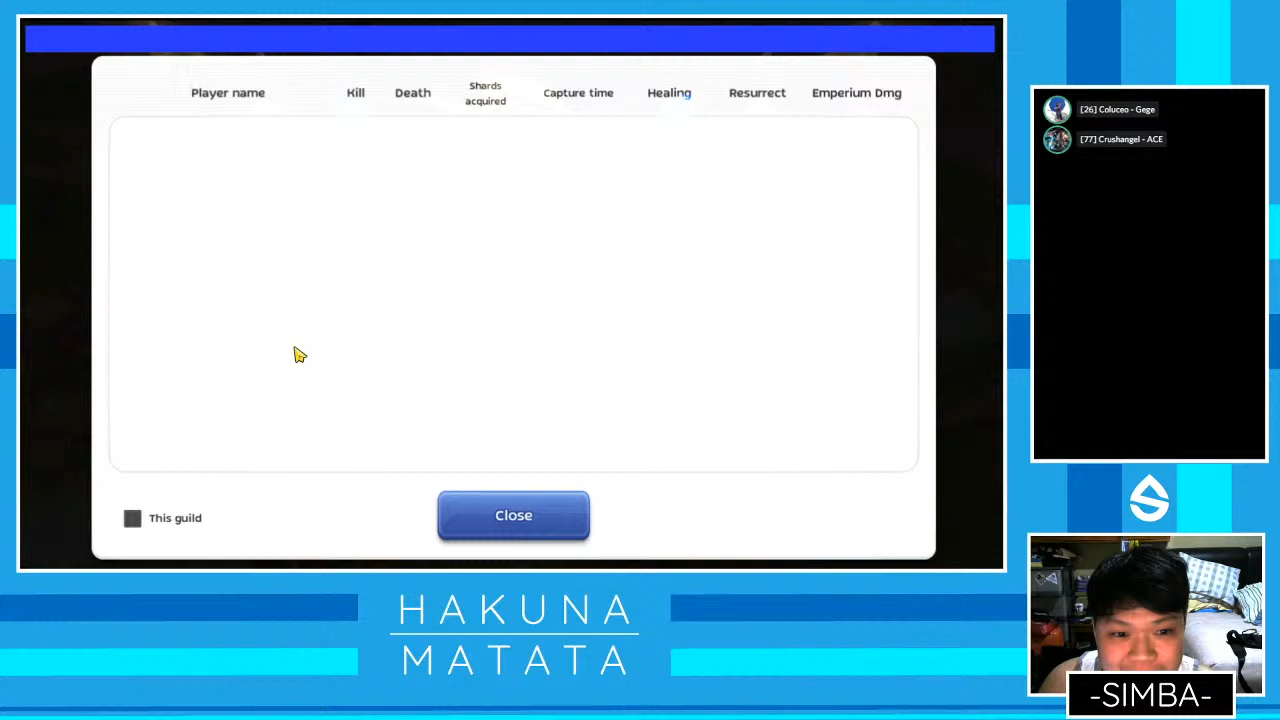 Player name Kill Death Shards acquired Capture time Healing Resurrect Emperium Dmg
This guild
Close
[26] Coluceo - Gege
[77] Crushangel - ACE
HAKUNA
MATATA
-SIMBA-